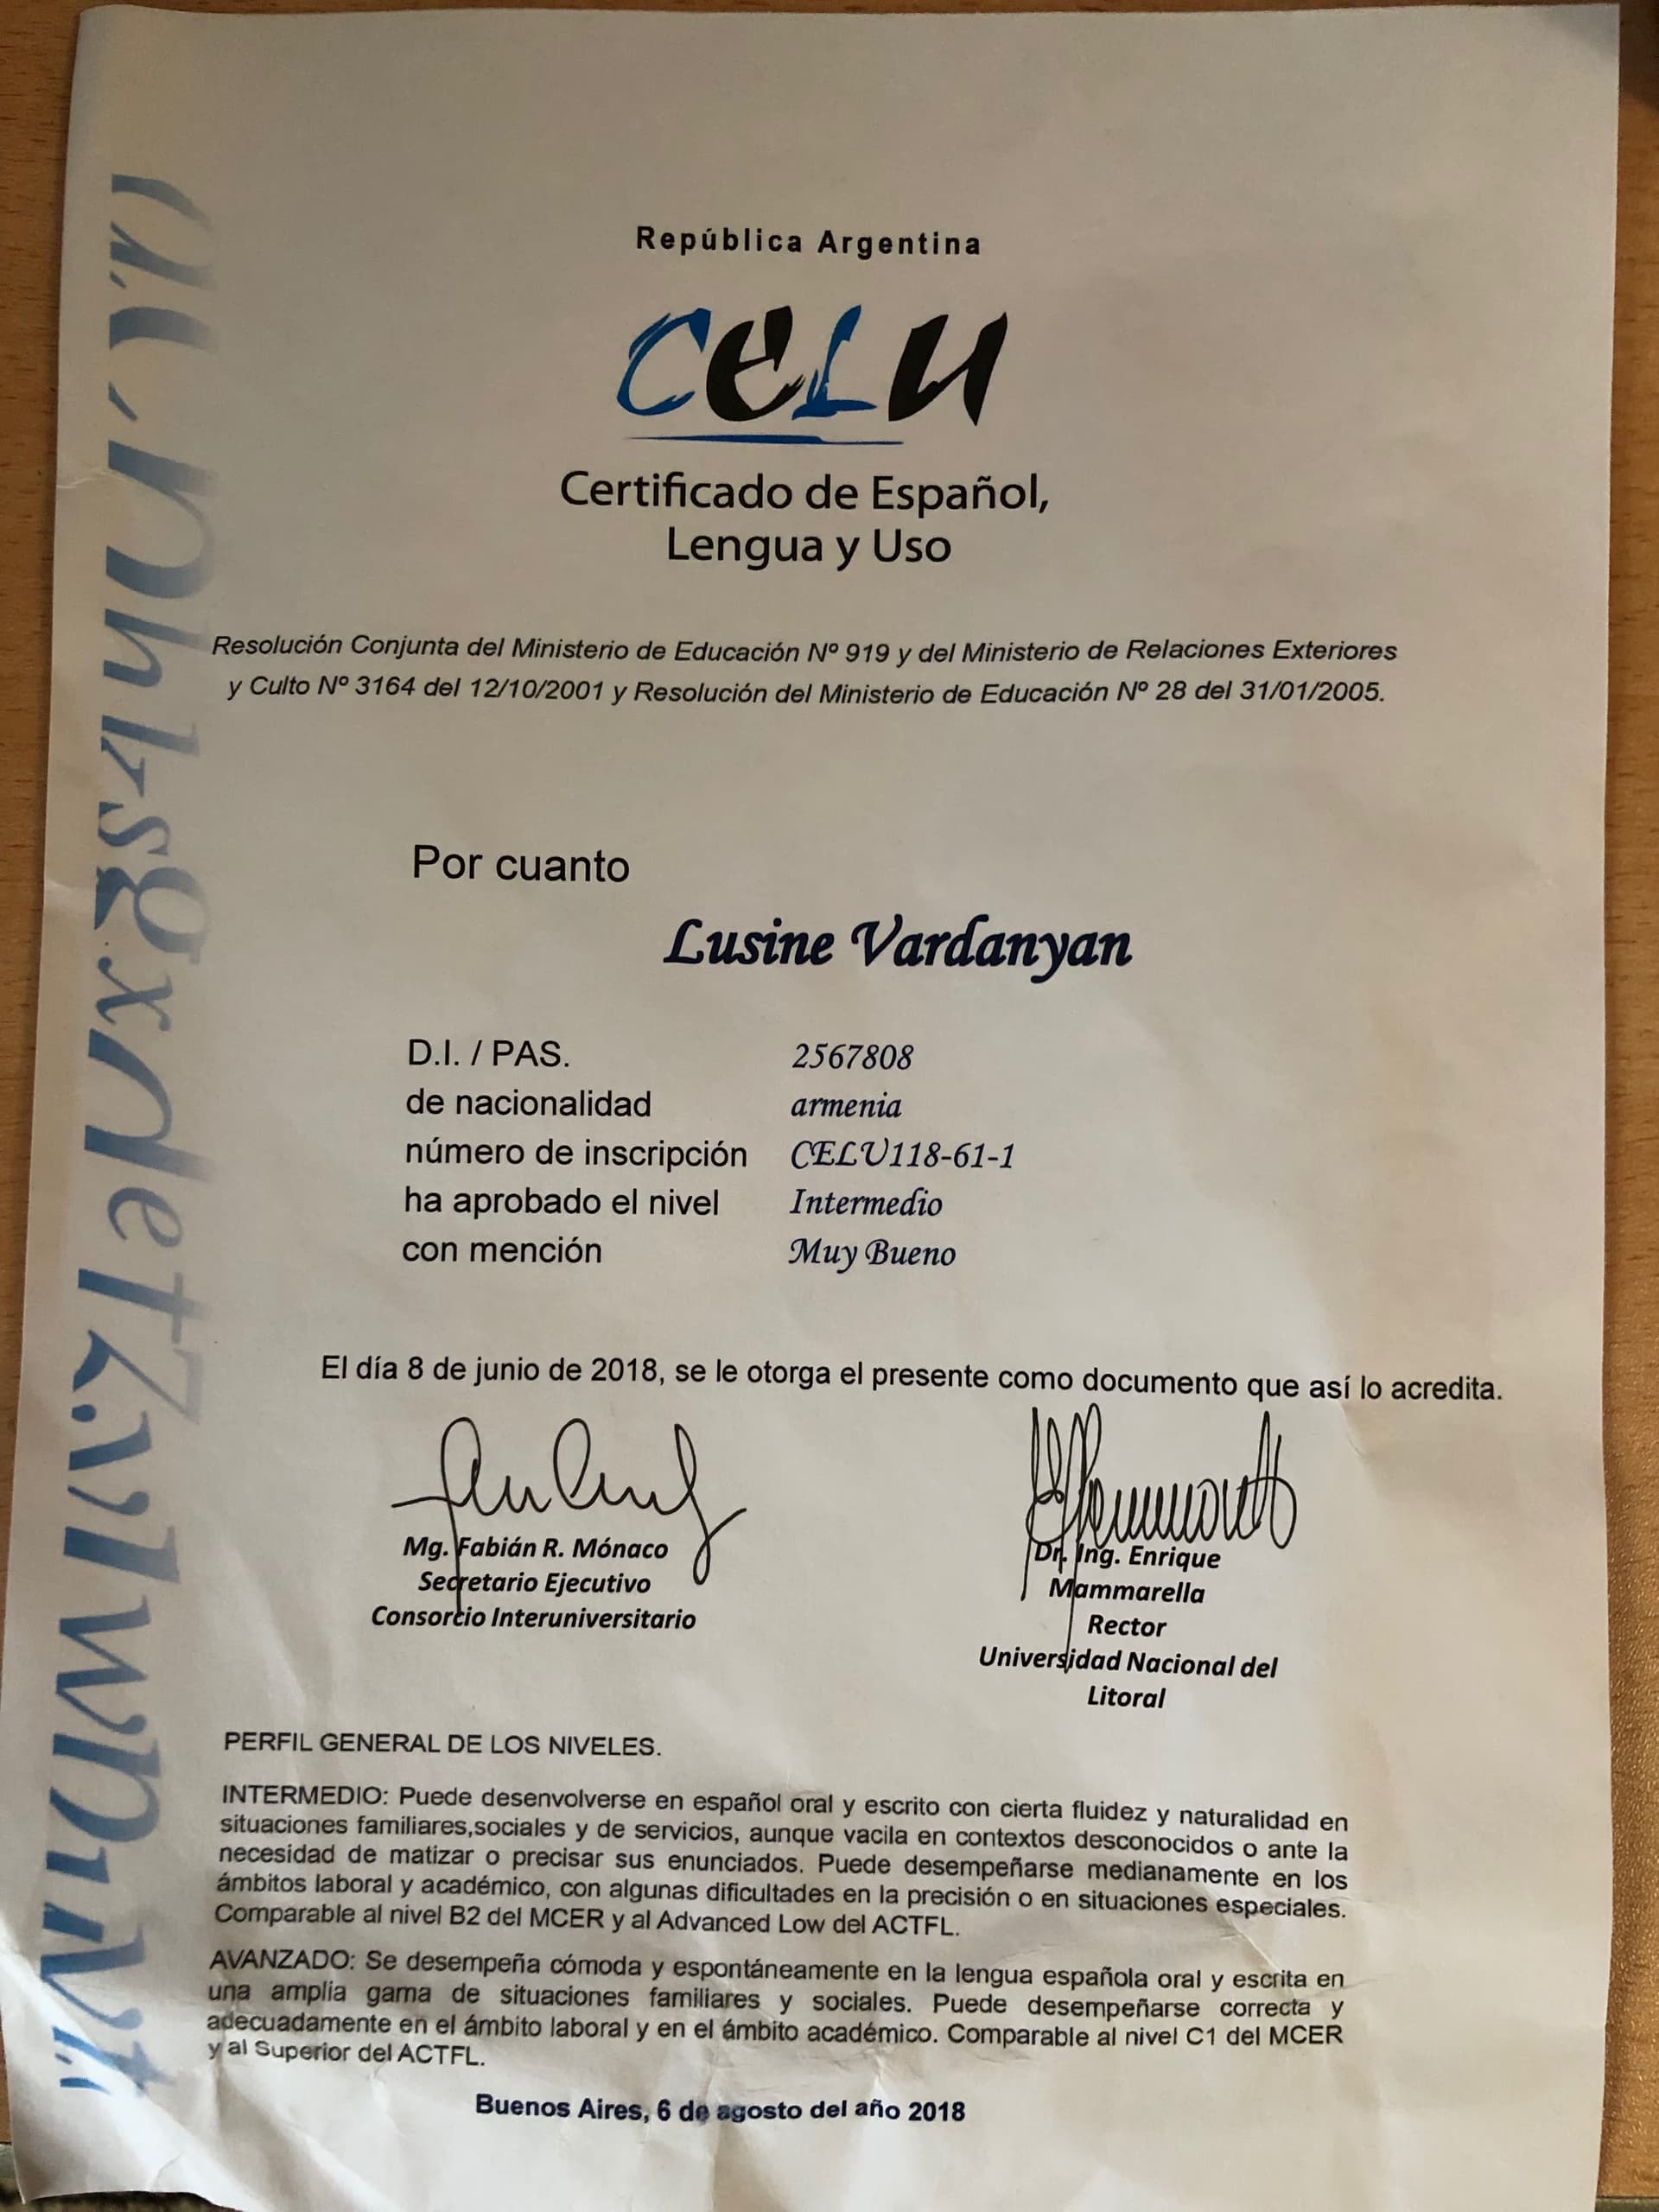 República Argentina
CELU
Certificado de Español,
Lengua y Uso
Resolución Conjunta del Ministerio de Educación Nº 919 y del Ministerio de Relaciones Exteriores
y Culto Nº 3164 del 12/10/2001 y Resolución del Ministerio de Educación Nº 28 del 31/01/2005.
Por cuanto
Lusine Vardanyan
D.I. / PAS. 2567808
de nacionalidad armenia
número de inscripción CELU118-61-1
ha aprobado el nivel Intermedio
con mención Muy Bueno
El día 8 de junio de 2018, se le otorga el presente como documento que así lo acredita.
Mg. Fabián R. Mónaco
Secretario Ejecutivo
Consorcio Interuniversitario
Dr. Ing. Enrique
Mammarella
Rector
Universidad Nacional del
Litoral
PERFIL GENERAL DE LOS NIVELES.
INTERMEDIO: Puede desenvolverse en español oral y escrito con cierta fluidez y naturalidad en
situaciones familiares,sociales y de servicios, aunque vacila en contextos desconocidos o ante la
necesidad de matizar o precisar sus enunciados. Puede desempeñarse medianamente en los
ámbitos laboral y académico, con algunas dificultades en la precisión o en situaciones especiales.
Comparable al nivel B2 del MCER y al Advanced Low del ACTFL.
AVANZADO: Se desempeña cómoda y espontáneamente en la lengua española oral y escrita en
una amplia gama de situaciones familiares y sociales. Puede desempeñarse correcta y
adecuadamente en el ámbito laboral y en el ámbito académico. Comparable al nivel C1 del MCER
y al Superior del ACTFL.
Buenos Aires, 6 de agosto del año 2018